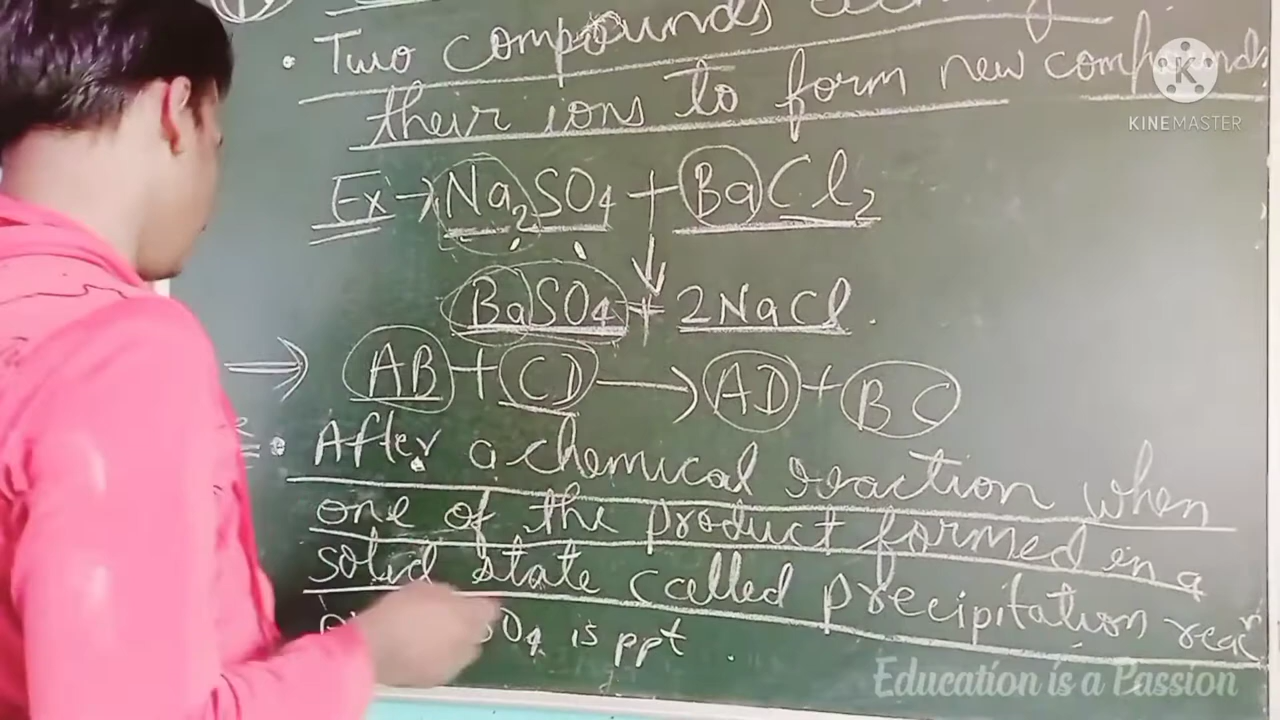 • Two compounds
their ions to form new compounds
KINEMASTER
Ex → Na2SO4 + BaCl2
↓
BaSO4 + 2NaCl.
⇒ AB + CD → AD + BC
• After a chemical reaction when
one of the product formed in a
solid state called precipitation reacn
SO4 is ppt.
Education is a Passion